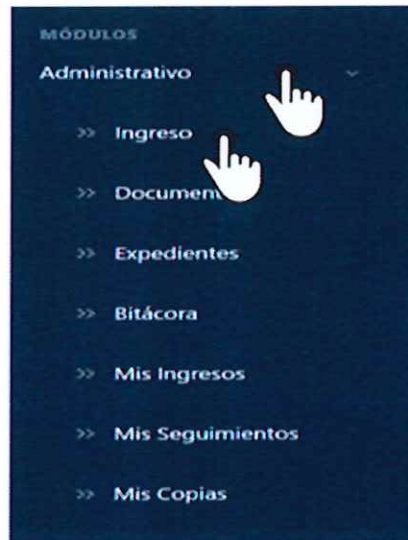 MÓDULOS
Administrativo
>> Ingreso
>> Document
>> Expedientes
>> Bitácora
>> Mis Ingresos
>> Mis Seguimientos
>> Mis Copias